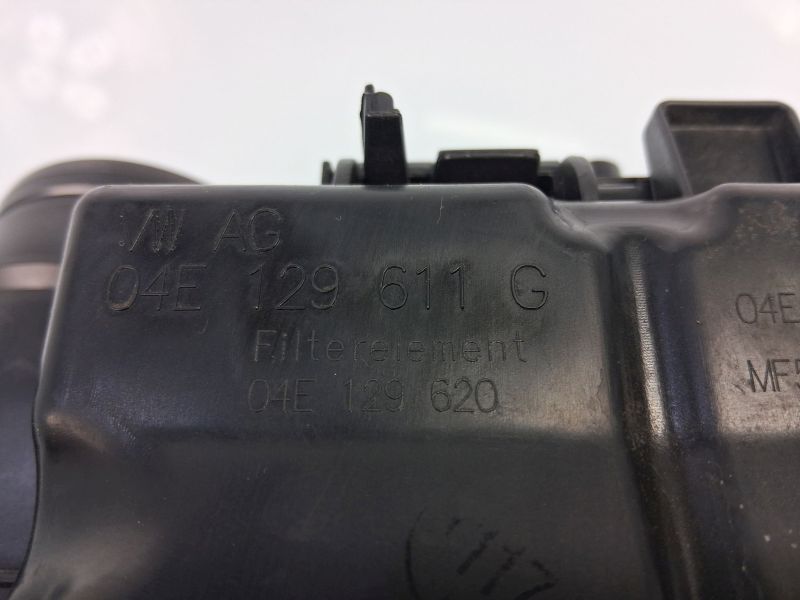 VW AG
04E 129 611 G
Filterelement
04E 129 620
04E
MF5